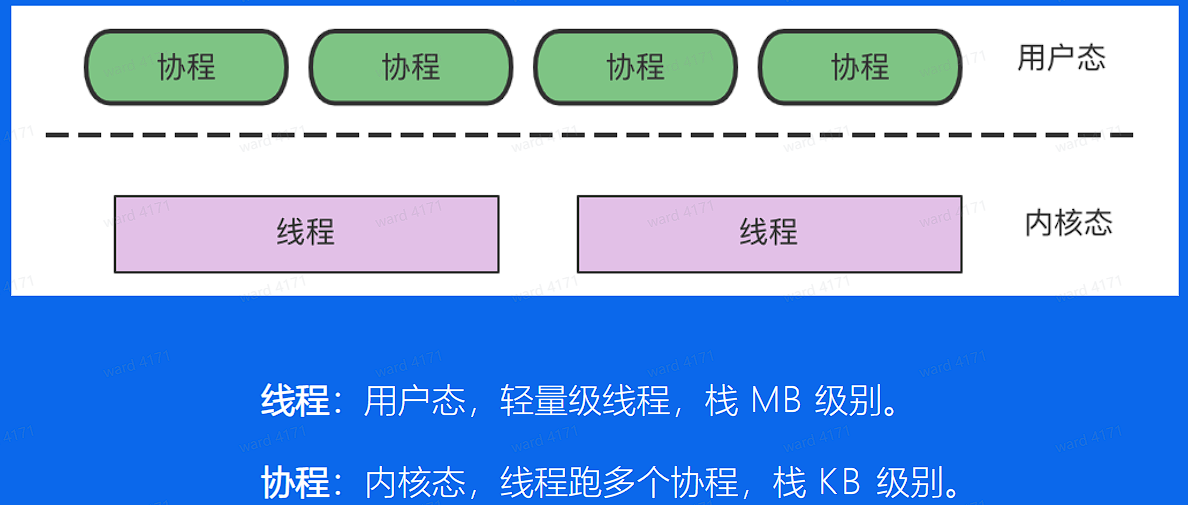 协程 协程 协程 协程 用户态
线程 线程 内核态
线程：用户态，轻量级线程，栈 MB 级别。
协程：内核态，线程跑多个协程，栈 KB 级别。
ward 4171